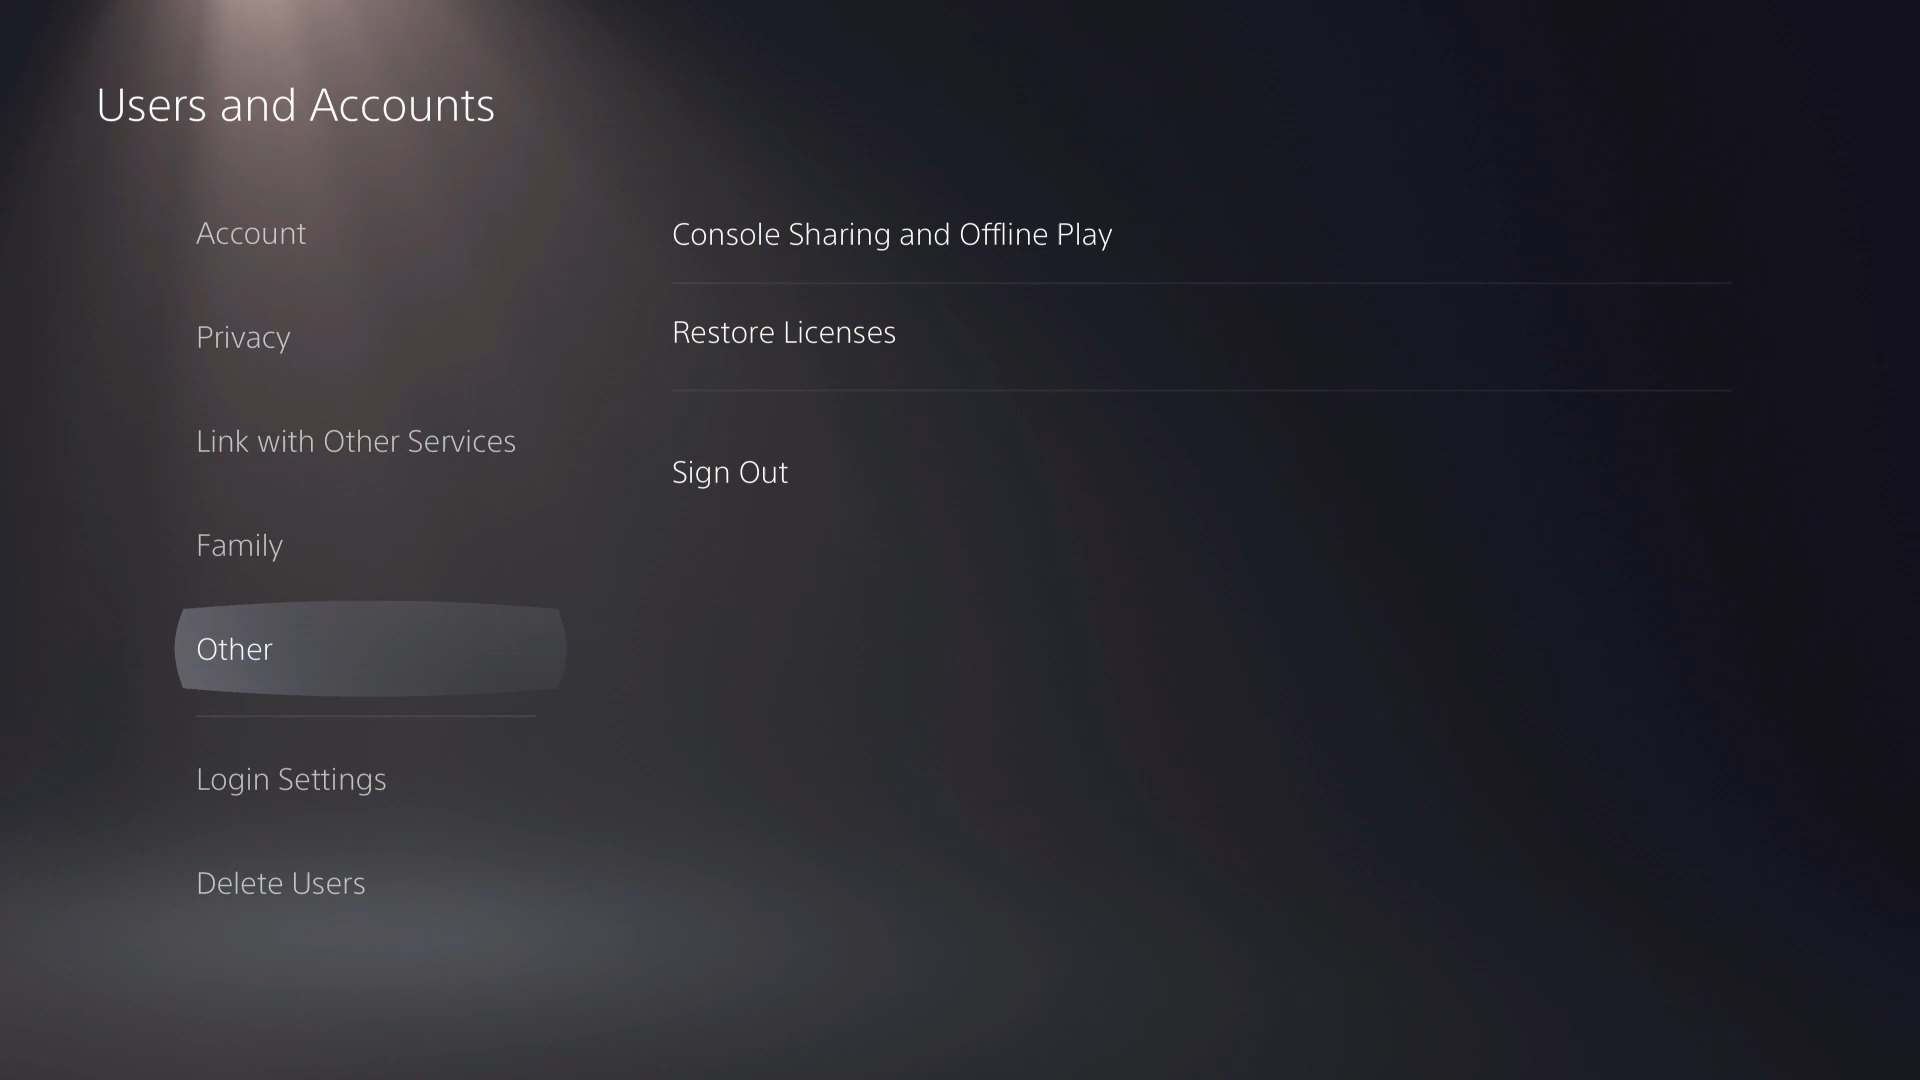 Users and Accounts
Account
Privacy
Link with Other Services
Family
Other
Login Settings
Delete Users
Console Sharing and Offline Play
Restore Licenses
Sign Out